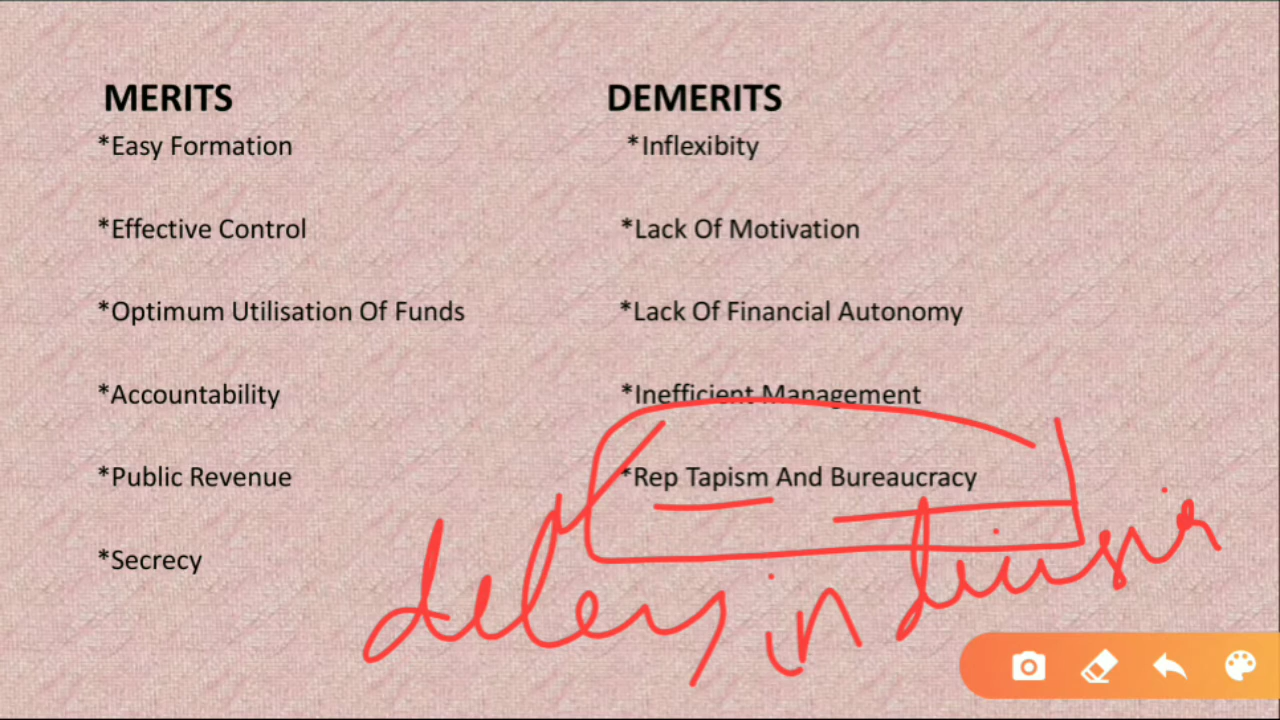 MERITS
*Easy Formation
*Effective Control
*Optimum Utilisation Of Funds
*Accountability
*Public Revenue
*Secrecy
DEMERITS
*Inflexibity
*Lack Of Motivation
*Lack Of Financial Autonomy
*Inefficient Management
*Rep Tapism And Bureaucracy
delay in